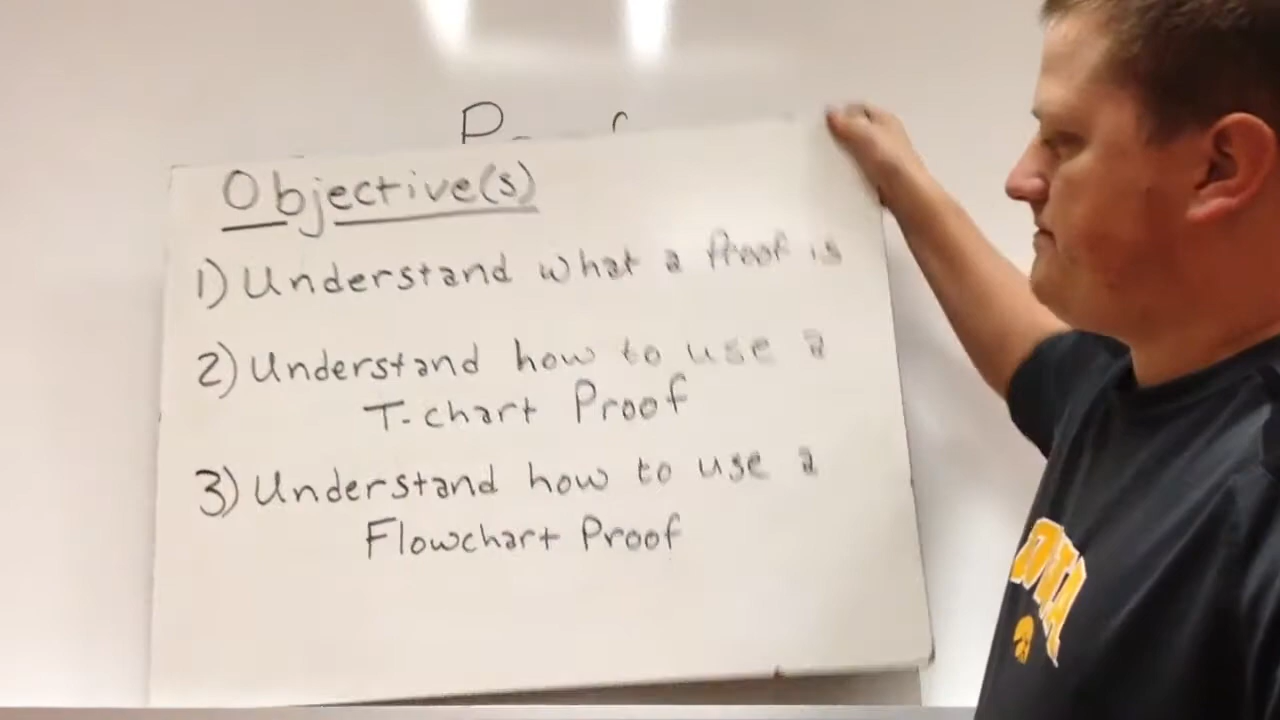 Objective(s)
1) Understand what a Proof is
2) Understand how to use a
T-chart Proof
3) Understand how to use a
Flowchart Proof
IOWA